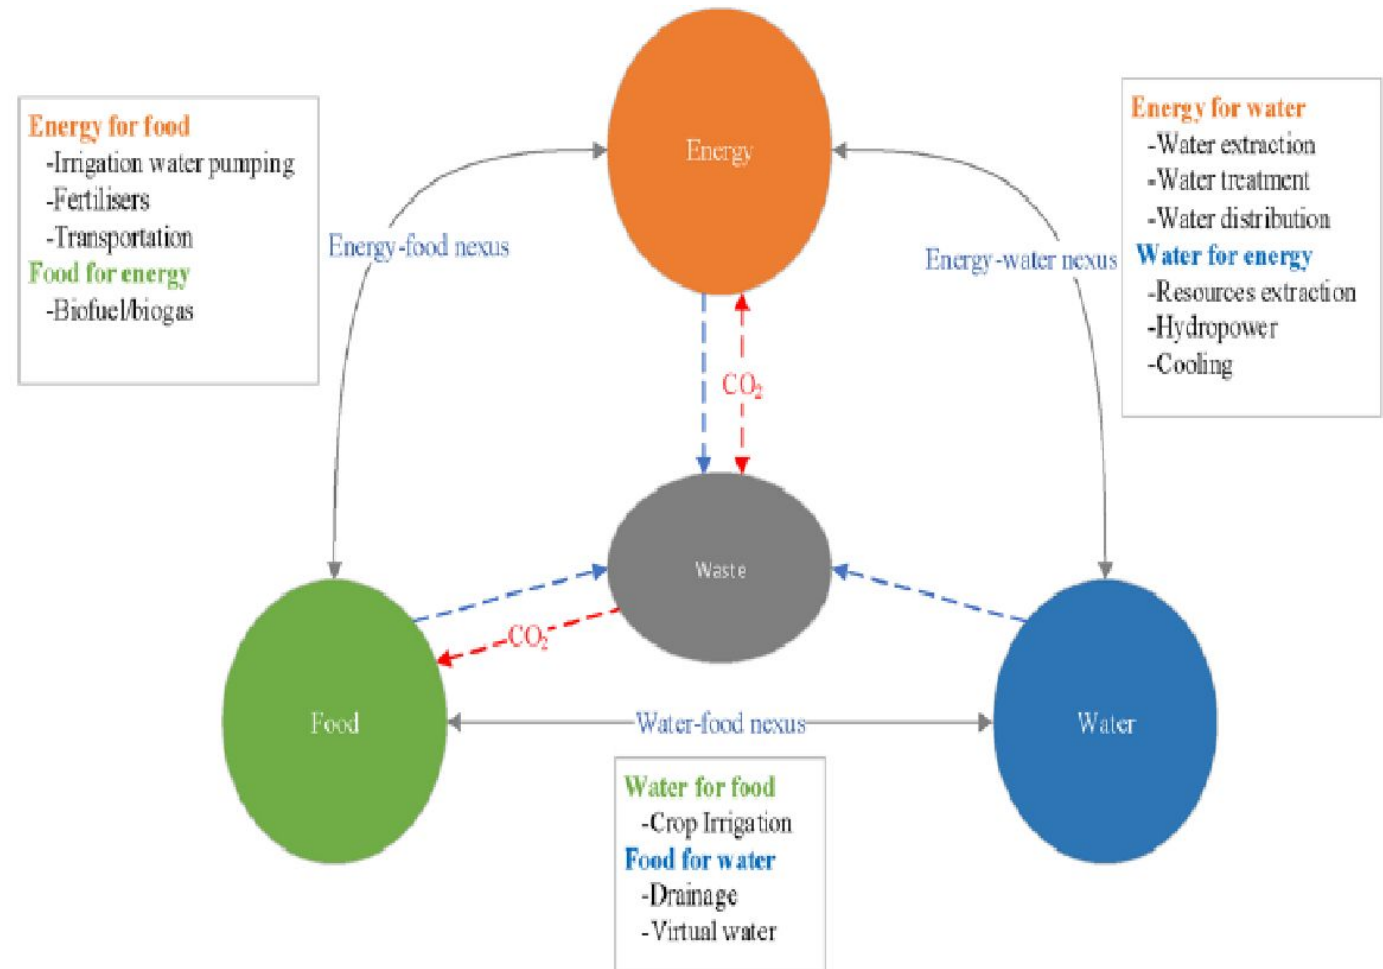 Energy
Energy for food
-Irrigation water pumping
-Fertilisers
-Transportation
Food for energy
-Biofuel/biogas
Energy for water
-Water extraction
-Water treatment
-Water distribution
Water for energy
-Resources extraction
-Hydropower
-Cooling
Energy-food nexus
Energy-water nexus
CO₂
Waste
CO₂
Food
Water-food nexus
Water
Water for food
-Crop Irrigation
Food for water
-Drainage
-Virtual water